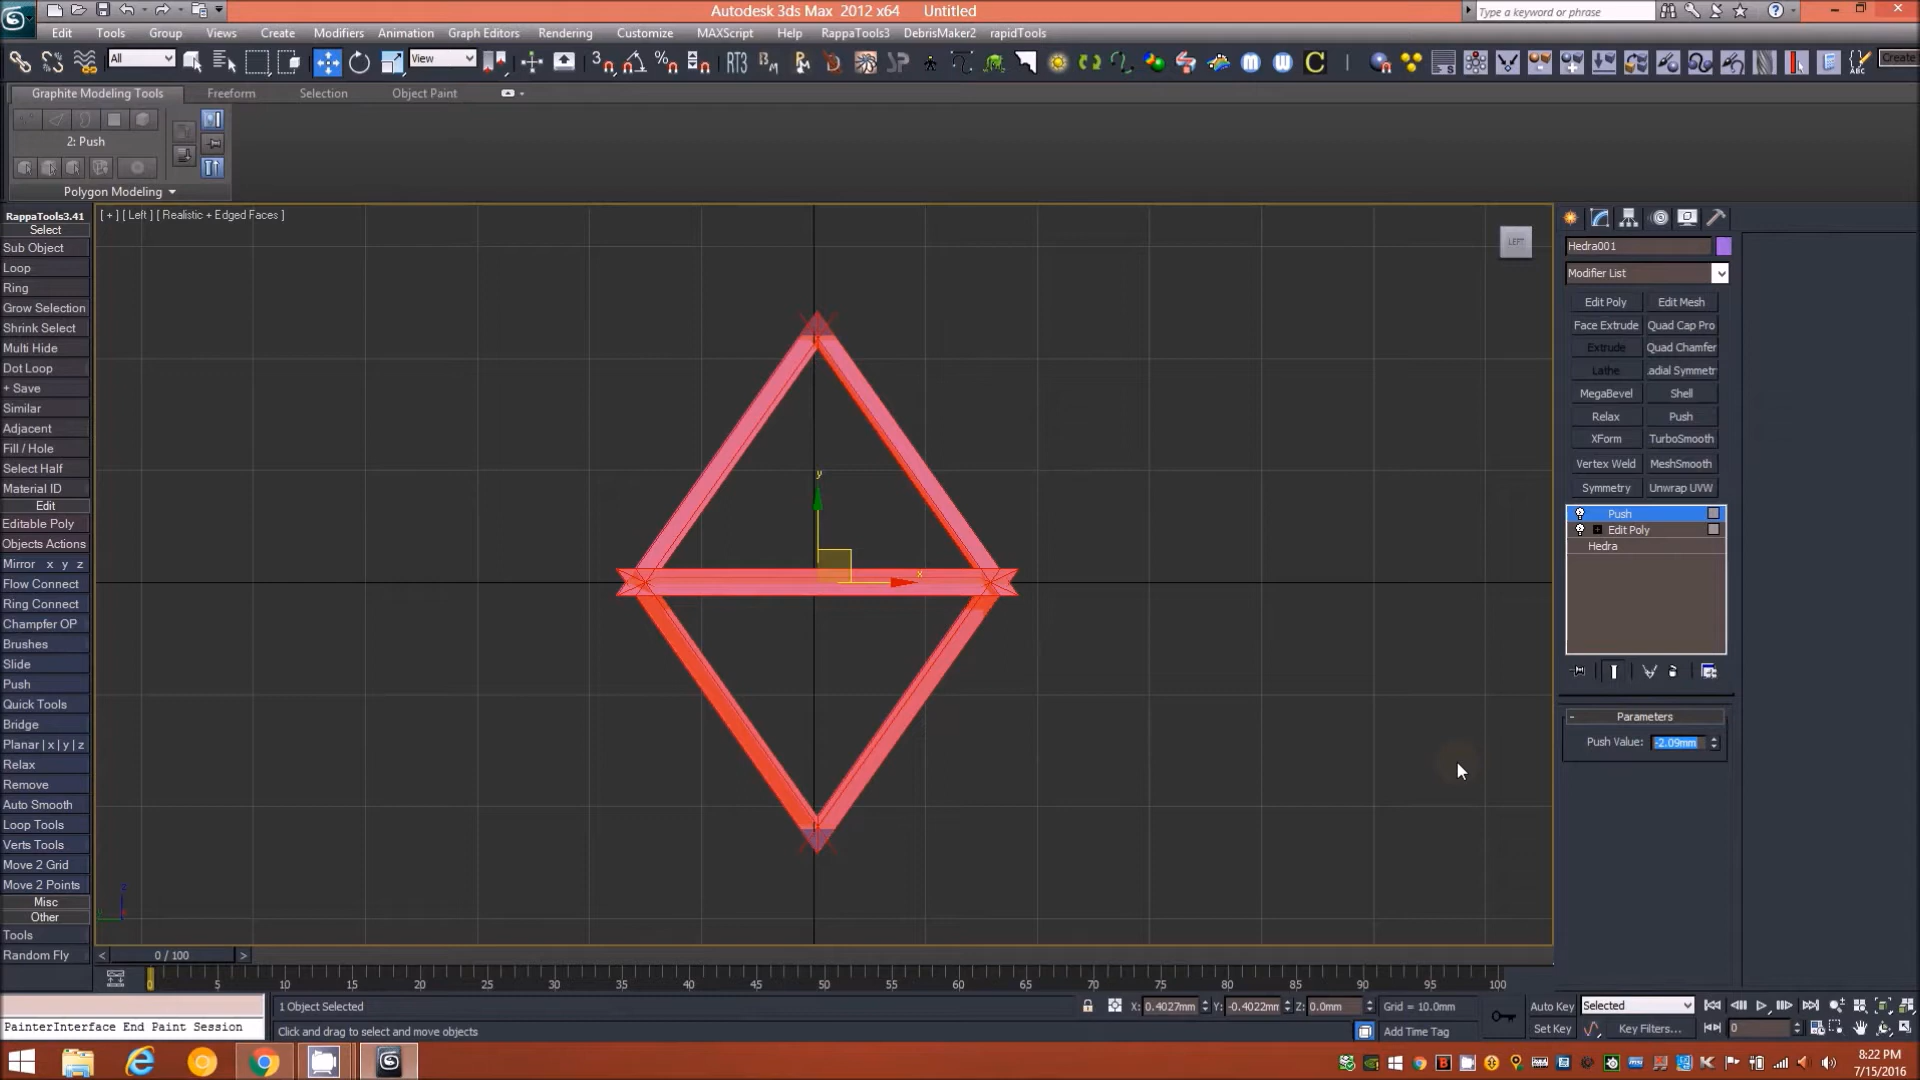 Autodesk 3ds Max 2012 x64 Untitled
Type a keyword or phrase
Edit Tools Group Views Create Modifiers Animation Graph Editors Rendering Customize MAXScript Help RappaTools3 DebrisMaker2 rapidTools
All View RT3 Create
Graphite Modeling Tools Freeform Selection Object Paint
2: Push
Polygon Modeling
RappaTools3.41
Select
Sub Object
Loop
Ring
Grow Selection
Shrink Select
Multi Hide
Dot Loop
+ Save
Similar
Adjacent
Fill / Hole
Select Half
Material ID
Edit
Editable Poly
Objects Actions
Mirror x y z
Flow Connect
Ring Connect
Champfer OP
Brushes
Slide
Push
Quick Tools
Bridge
Planar | x | y | z
Relax
Remove
Auto Smooth
Loop Tools
Verts Tools
Move 2 Grid
Move 2 Points
Misc
Other
Tools
Random Fly
[ + ] [ Left ] [ Realistic + Edged Faces ]
LEFT
y
x
z
Hedra001
Modifier List
Edit Poly Edit Mesh
Face Extrude Quad Cap Pro
Extrude Quad Chamfer
Lathe adial Symmetr
MegaBevel Shell
Relax Push
XForm TurboSmooth
Vertex Weld MeshSmooth
Symmetry Unwrap UVW
Push
Edit Poly
Hedra
- Parameters
Push Value: -2.09mm
< 0 / 100 >
0 5 10 15 20 25 30 35 40 45 50 55 60 65 70 75 80 85 90 95 100
1 Object Selected X: 0.4027mm Y: -0.4022mm Z: 0.0mm Grid = 10.0mm Auto Key Selected
PainterInterface End Paint Session Click and drag to select and move objects Add Time Tag Set Key Key Filters... 0
8:22 PM
7/15/2016